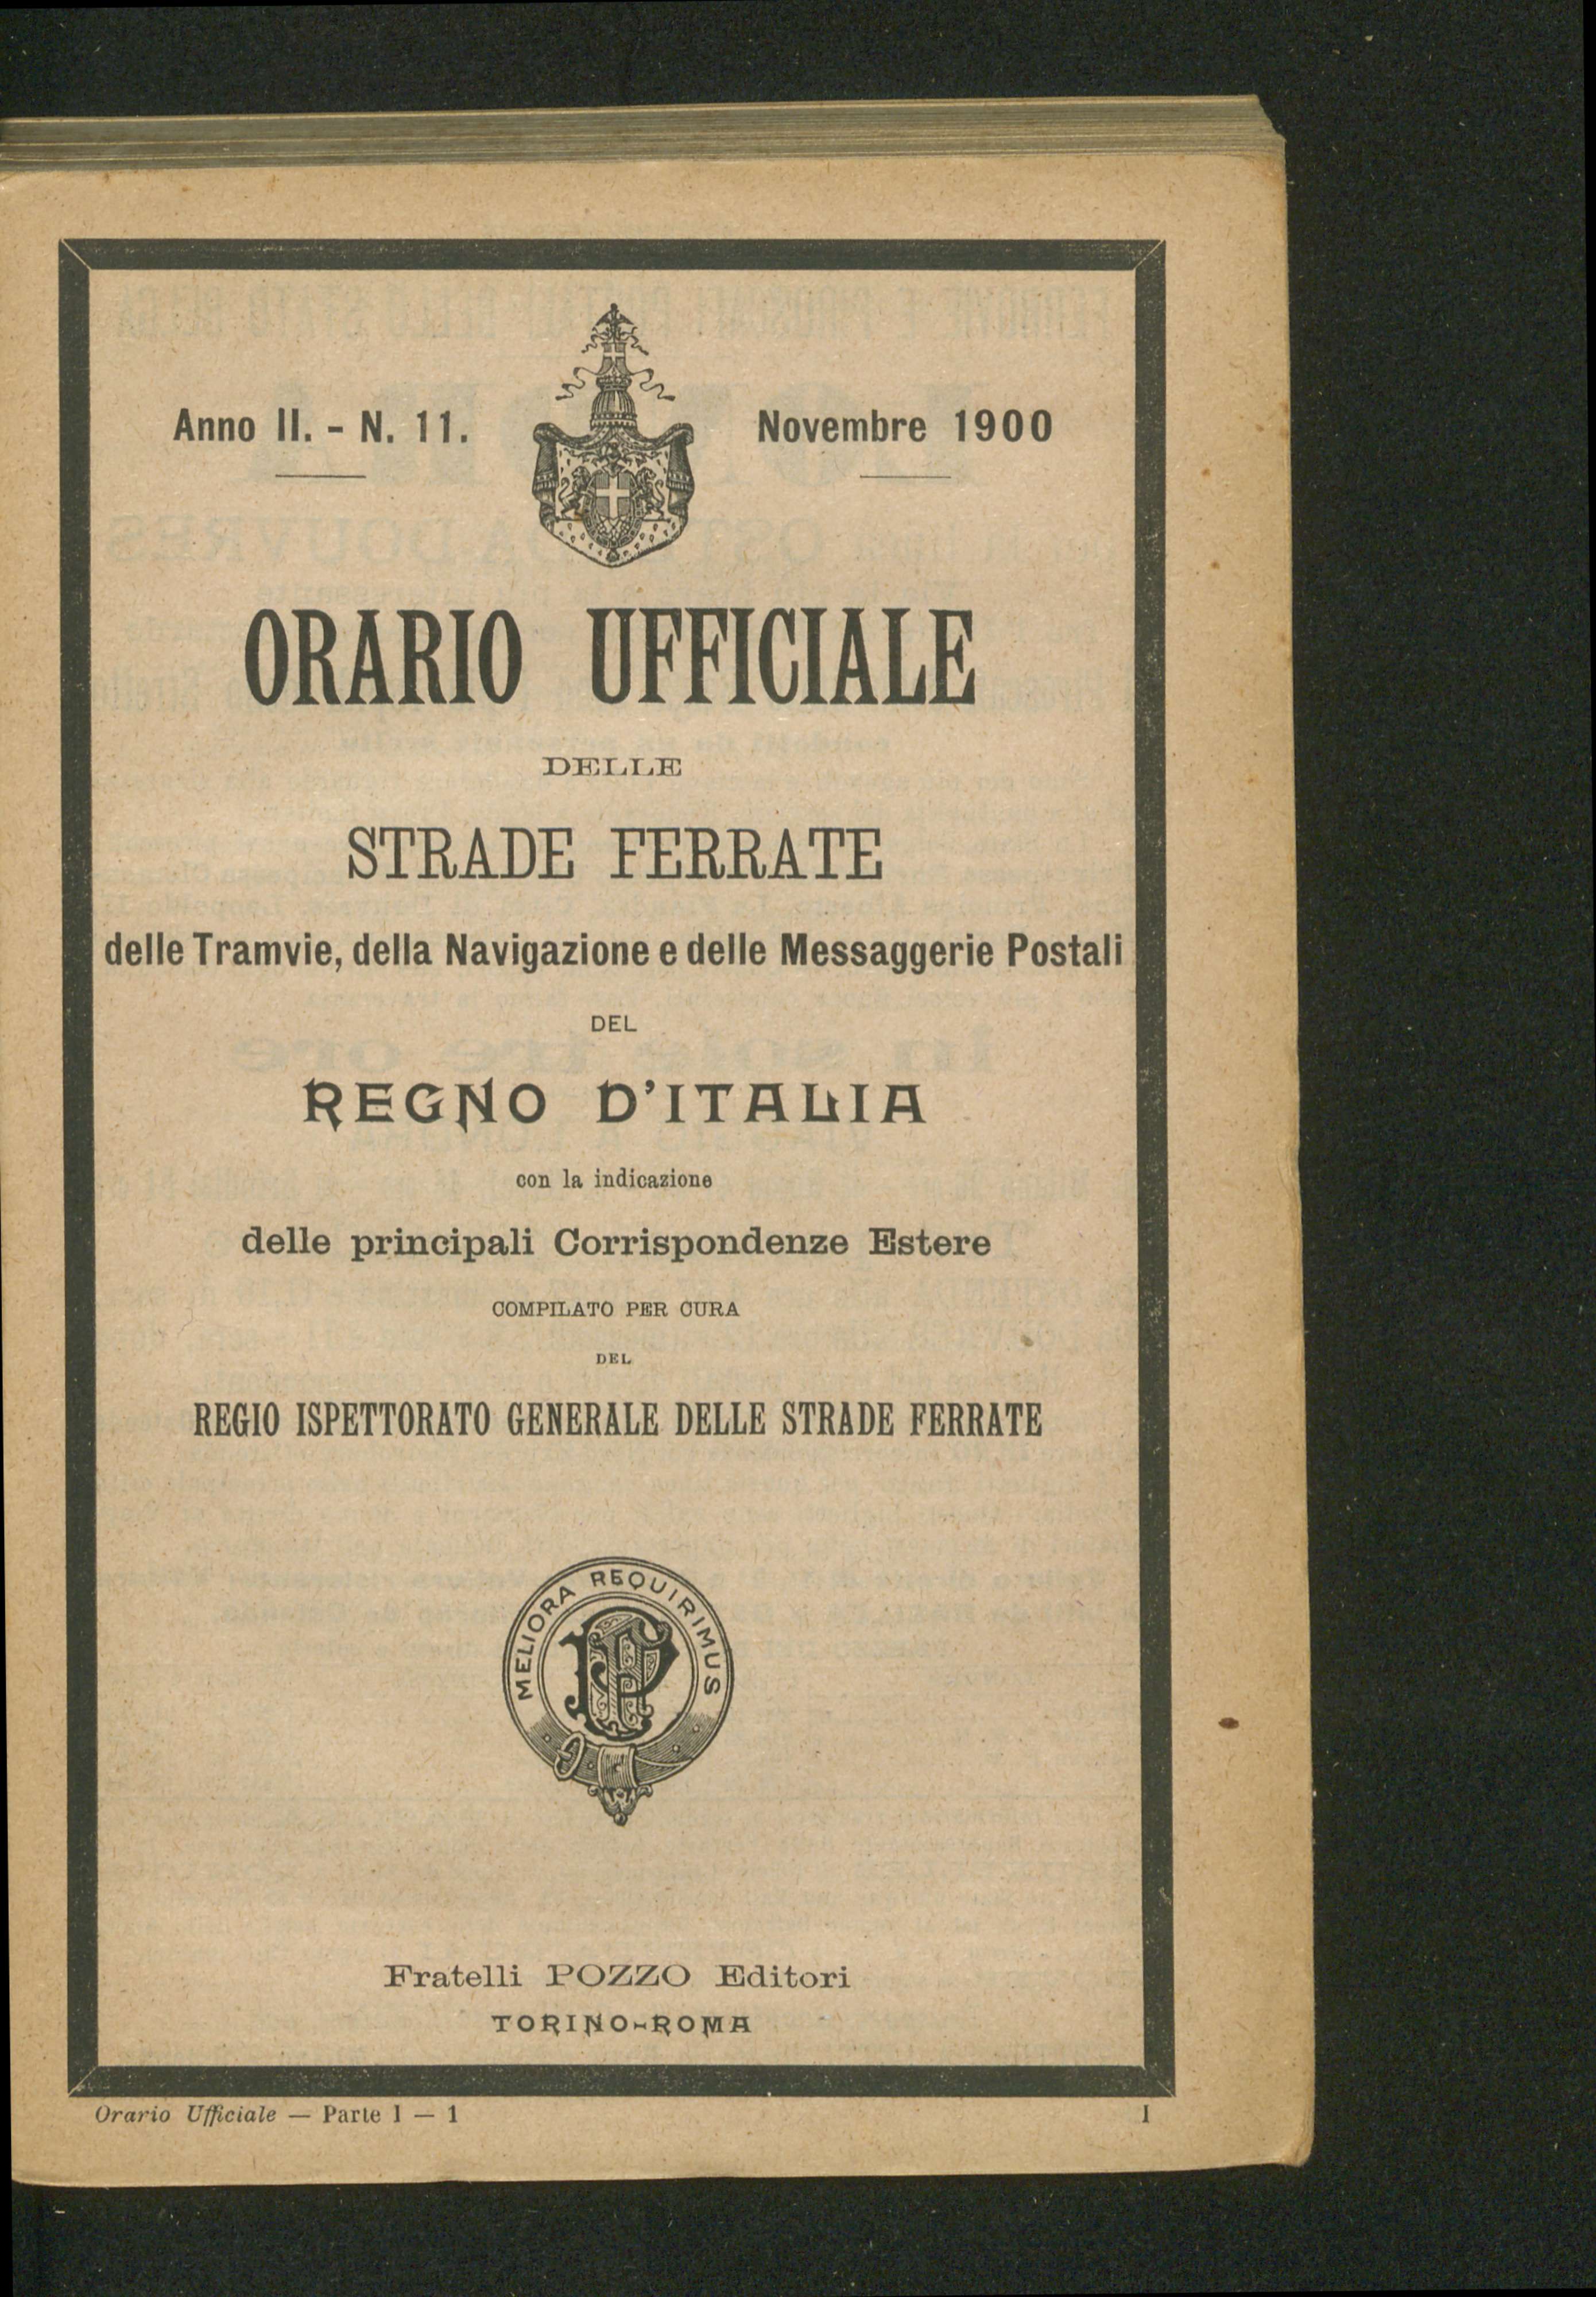 Anno II. - N. 11.
Novembre 1900
ORARIO UFFICIALE
DELLE
STRADE FERRATE
delle Tramvie, della Navigazione e delle Messaggerie Postali
DEL
REGNO D'ITALIA
con la indicazione
delle principali Corrispondenze Estere
COMPILATO PER CURA
DEL
REGIO ISPETTORATO GENERALE DELLE STRADE FERRATE
MELIORA REQUIRIMUS
Fratelli POZZO Editori
TORINO-ROMA
Orario Ufficiale — Parte I — 1
I